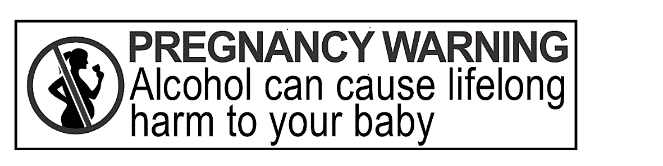 PREGNANCY WARNING
Alcohol can cause lifelong
harm to your baby